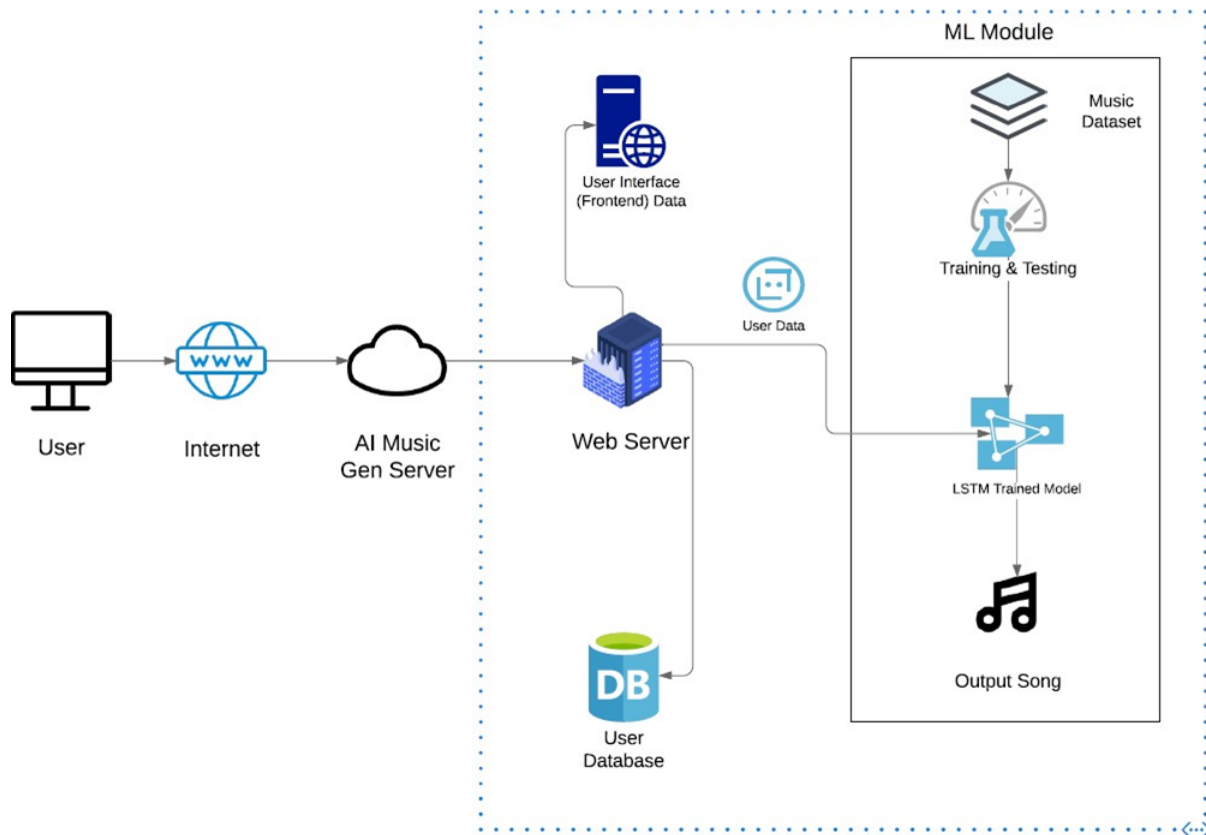 ML Module
Music
Dataset
User Interface
(Frontend) Data
Training & Testing
User Data
WWW
User
Internet
AI Music
Gen Server
Web Server
LSTM Trained Model
DB
User
Database
Output Song